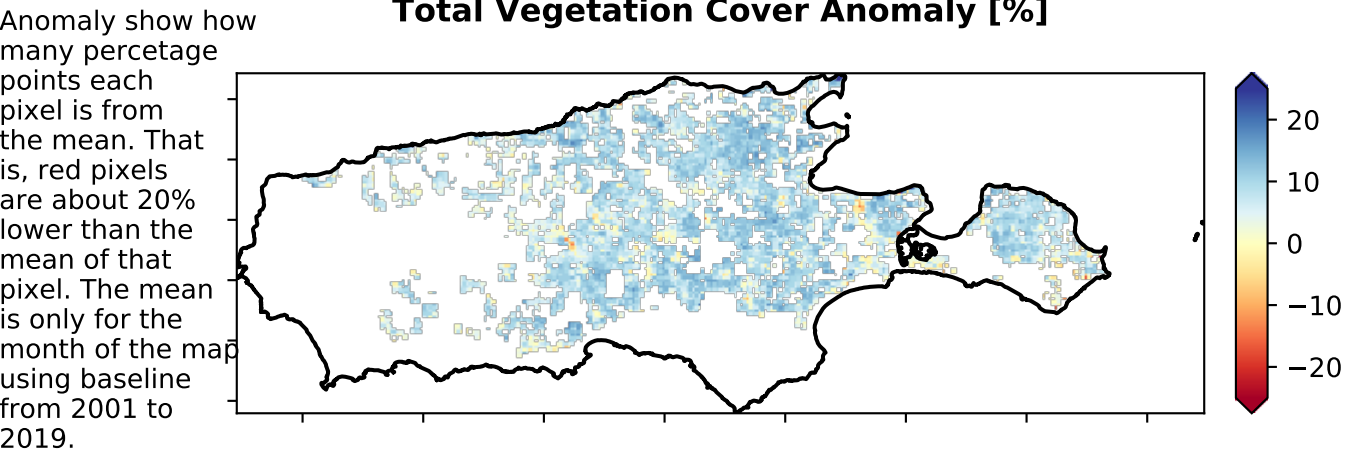 Total Vegetation Cover Anomaly [%]
Anomaly show how
many percetage
points each
pixel is from
the mean. That
is, red pixels
are about 20%
lower than the
mean of that
pixel. The mean
is only for the
month of the map
using baseline
from 2001 to
2019.
20
10
0
−10
−20